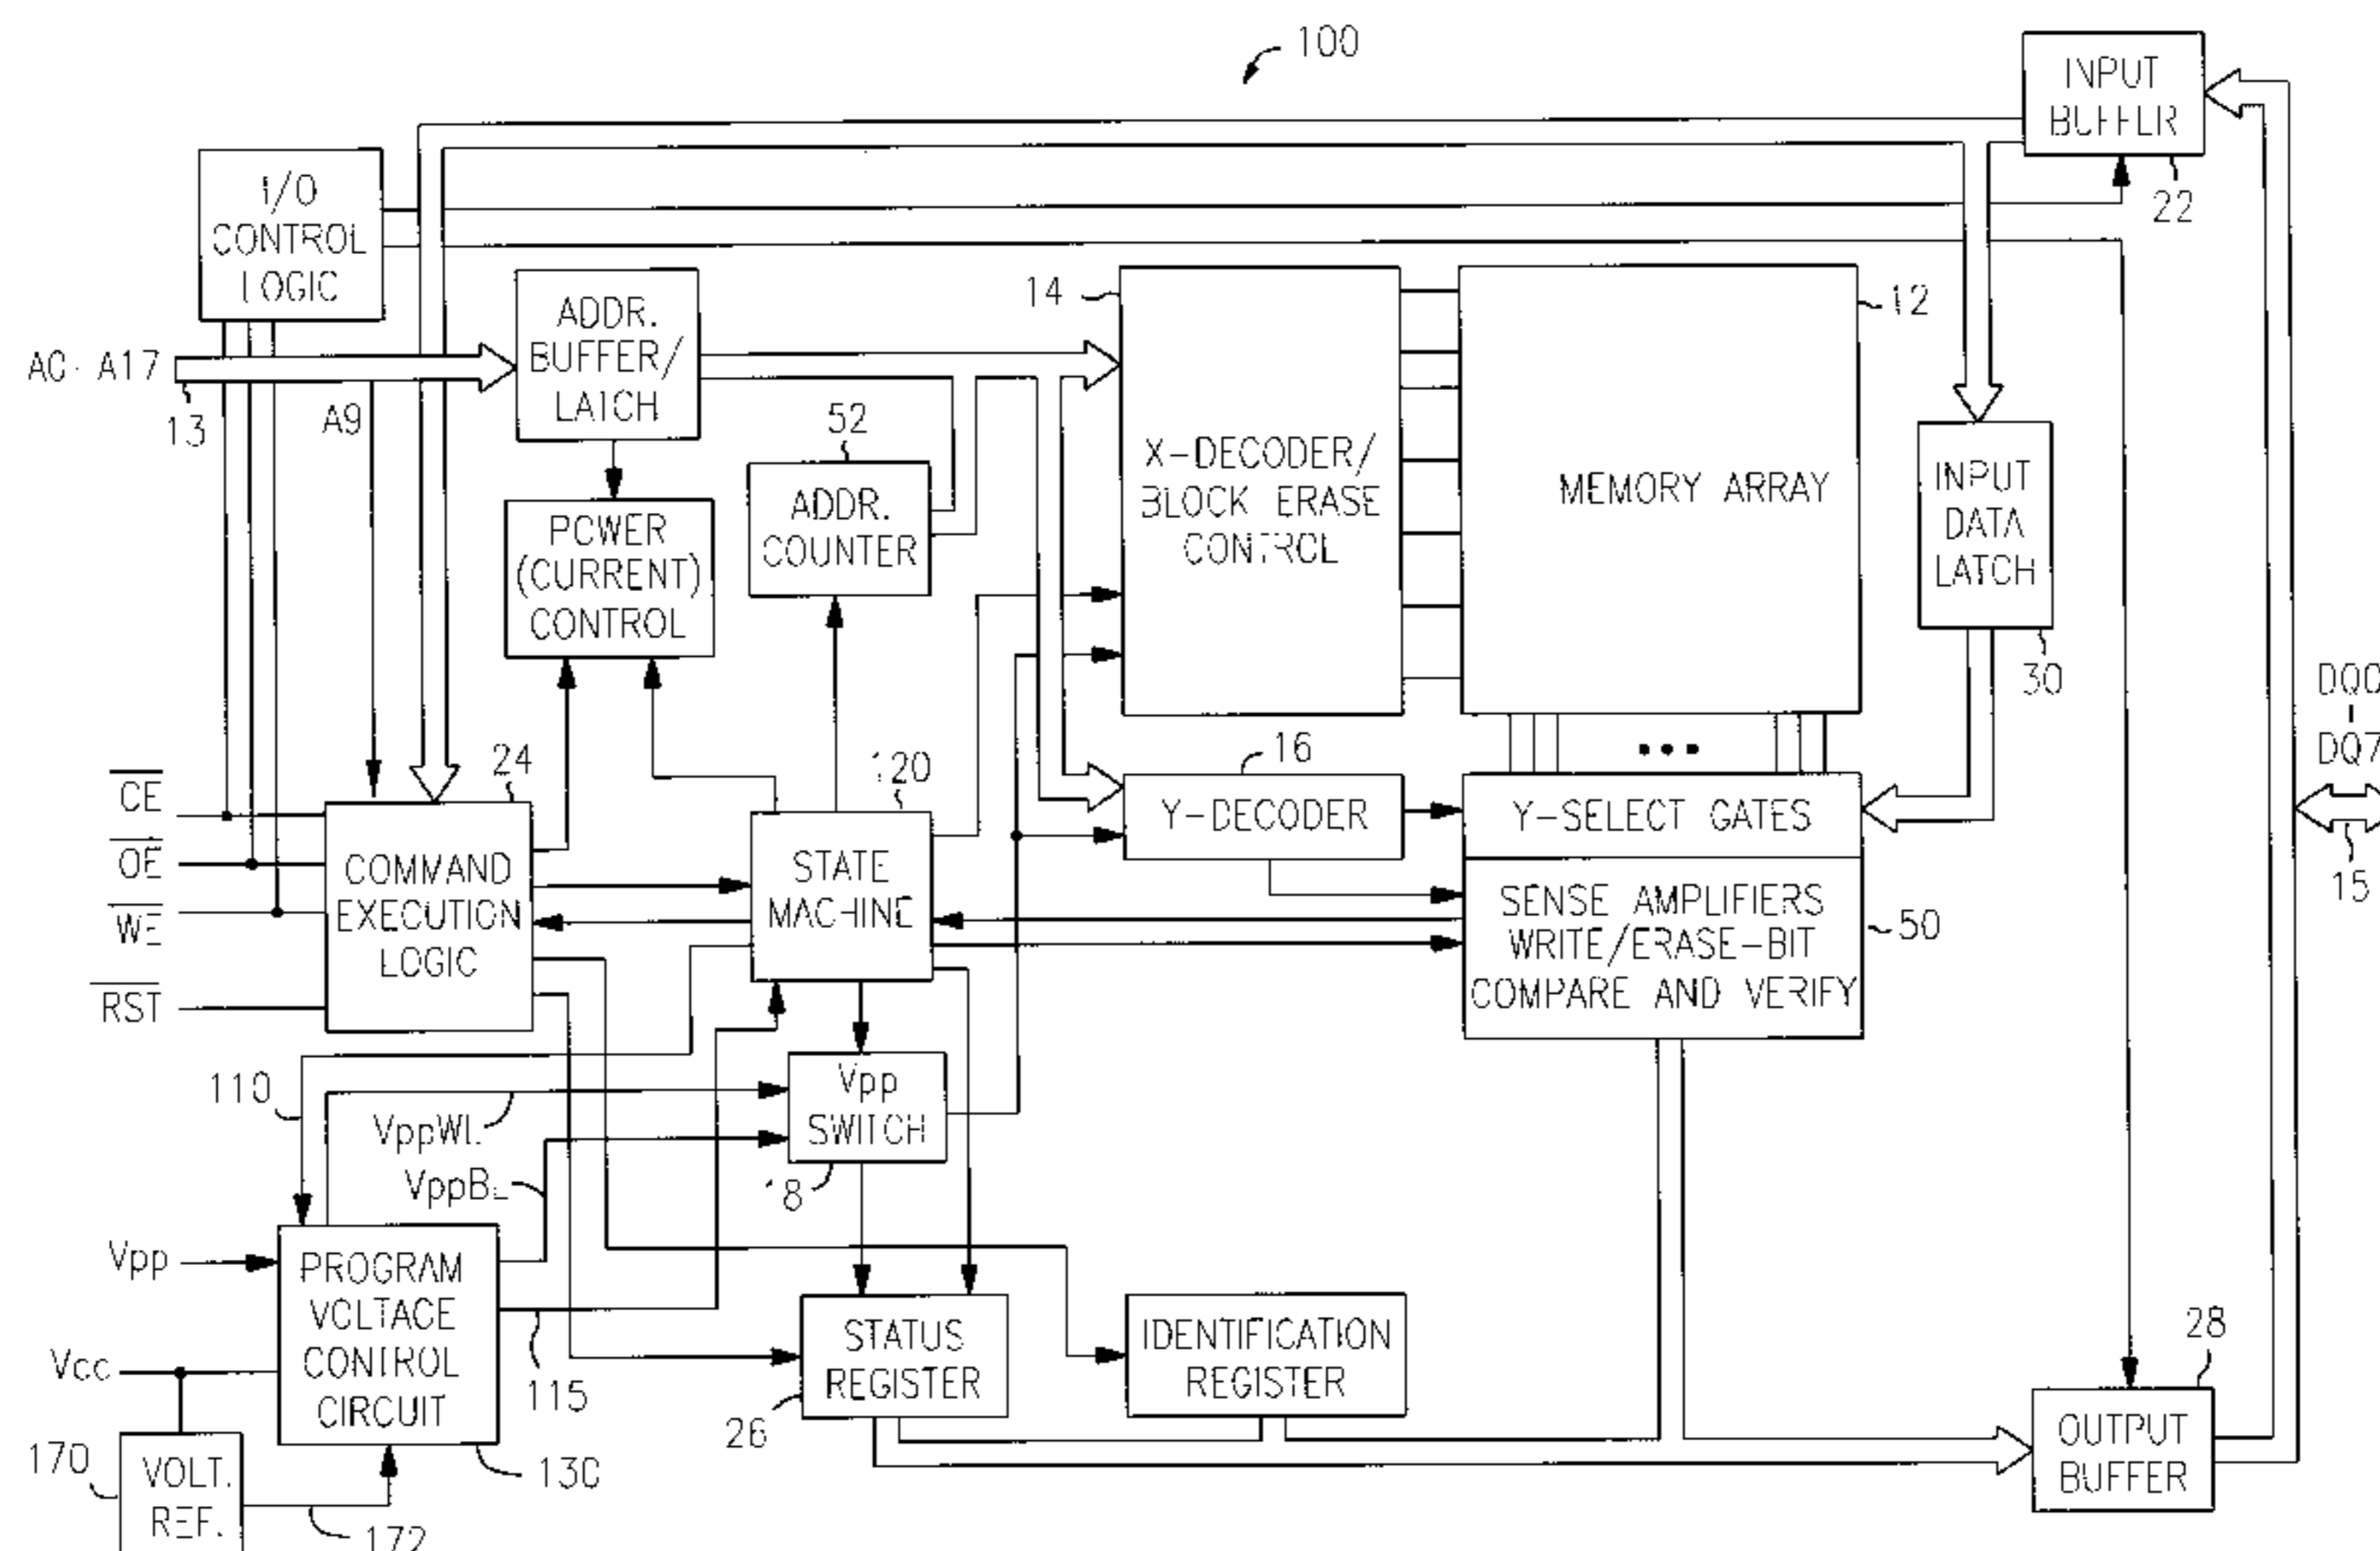 100
INPUT
BUFFER
22
I/O
CONTROL
LOGIC
A0-A17
13
A9
ADDR.
BUFFER/
LATCH
52
ADDR.
COUNTER
POWER
(CURRENT)
CONTROL
14
X-DECODER/
BLOCK ERASE
CONTROL
12
MEMORY ARRAY
INPUT
DATA
LATCH
30
DQ0
-
DQ7
15
CE
OE
WE
RST
24
COMMAND
EXECUTION
LOGIC
120
STATE
MACHINE
16
Y-DECODER
Y-SELECT GATES
SENSE AMPLIFIERS
WRITE/ERASE-BIT
COMPARE AND VERIFY
50
110
VppWL
VppBL
Vpp
SWITCH
18
Vpp
Vcc
PROGRAM
VOLTAGE
CONTROL
CIRCUIT
130
115
170
VOLT.
REF.
172
STATUS
REGISTER
26
IDENTIFICATION
REGISTER
28
OUTPUT
BUFFER